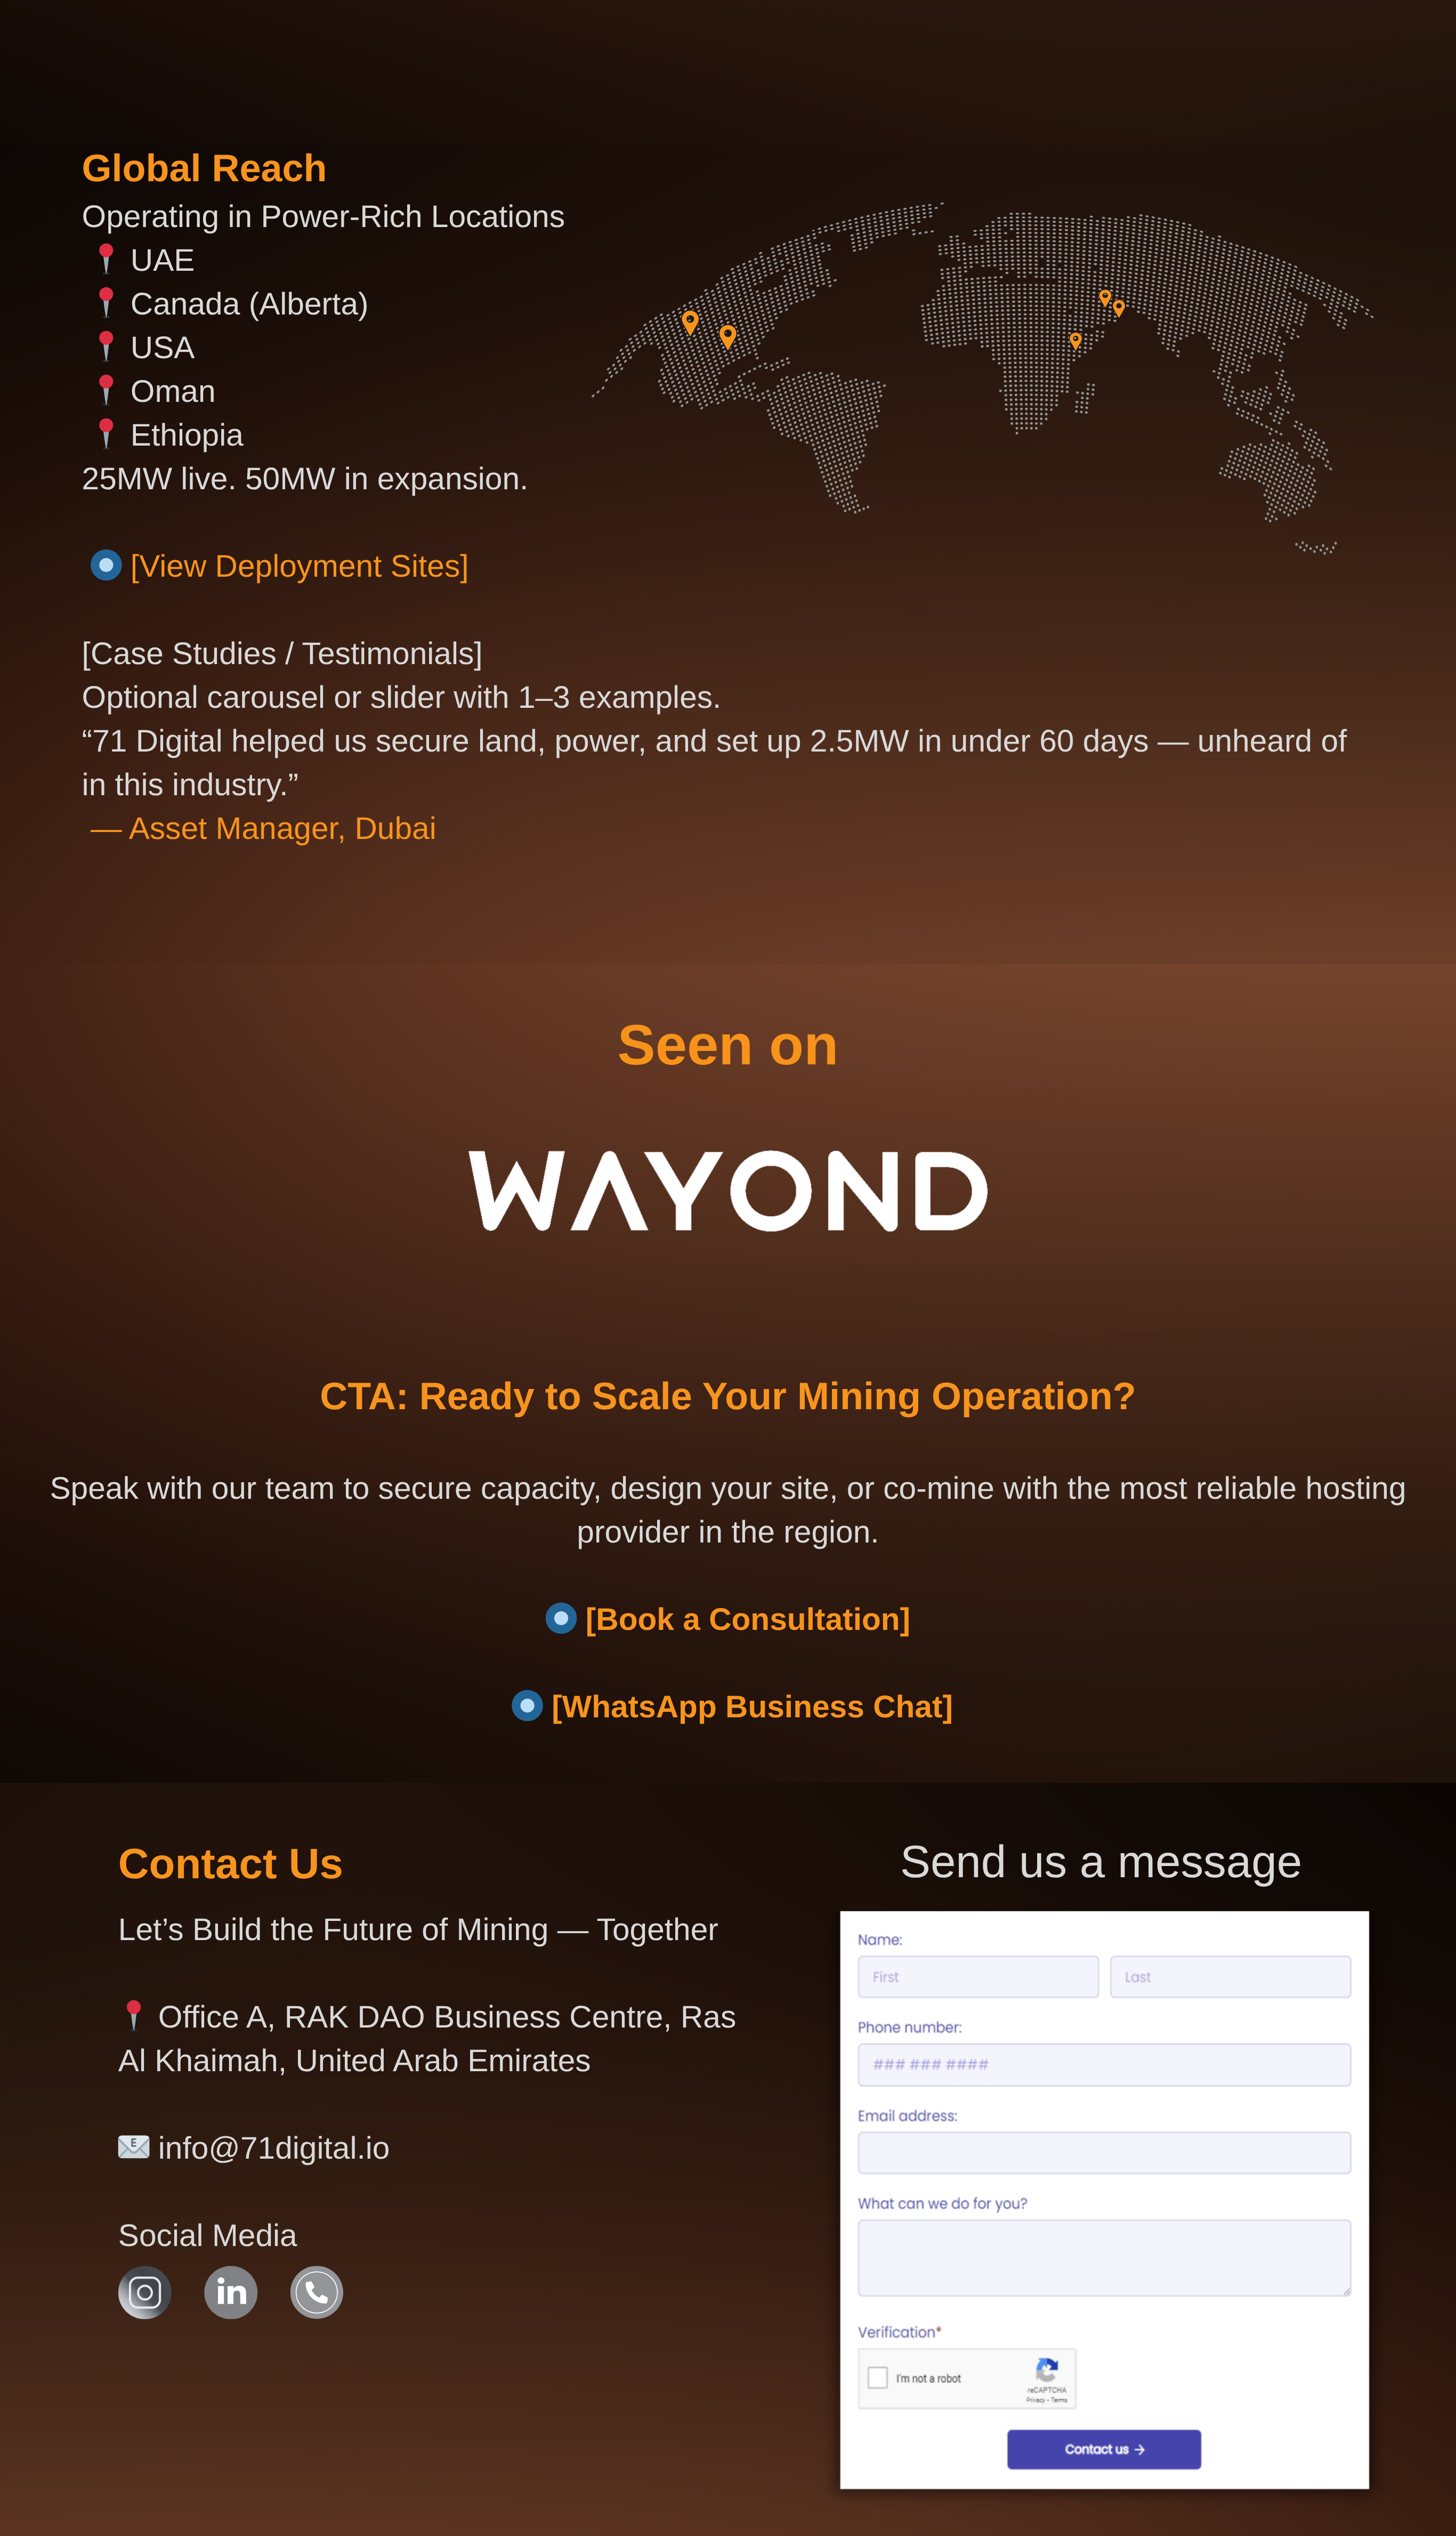 Global Reach
Operating in Power-Rich Locations
📍 UAE
📍 Canada (Alberta)
📍 USA
📍 Oman
📍 Ethiopia
25MW live. 50MW in expansion.
[View Deployment Sites]
[Case Studies / Testimonials]
Optional carousel or slider with 1–3 examples.
“71 Digital helped us secure land, power, and set up 2.5MW in under 60 days — unheard of
in this industry.”
— Asset Manager, Dubai
Seen on
WAYOND
CTA: Ready to Scale Your Mining Operation?
Speak with our team to secure capacity, design your site, or co-mine with the most reliable hosting
provider in the region.
[Book a Consultation]
[WhatsApp Business Chat]
Contact Us
Let’s Build the Future of Mining — Together
📍 Office A, RAK DAO Business Centre, Ras
Al Khaimah, United Arab Emirates
📧 info@71digital.io
Social Media
in
Send us a message
Name:
First
Last
Phone number:
### ### ####
Email address:
What can we do for you?
Verification*
I'm not a robot
reCAPTCHA
Privacy - Terms
Contact us →